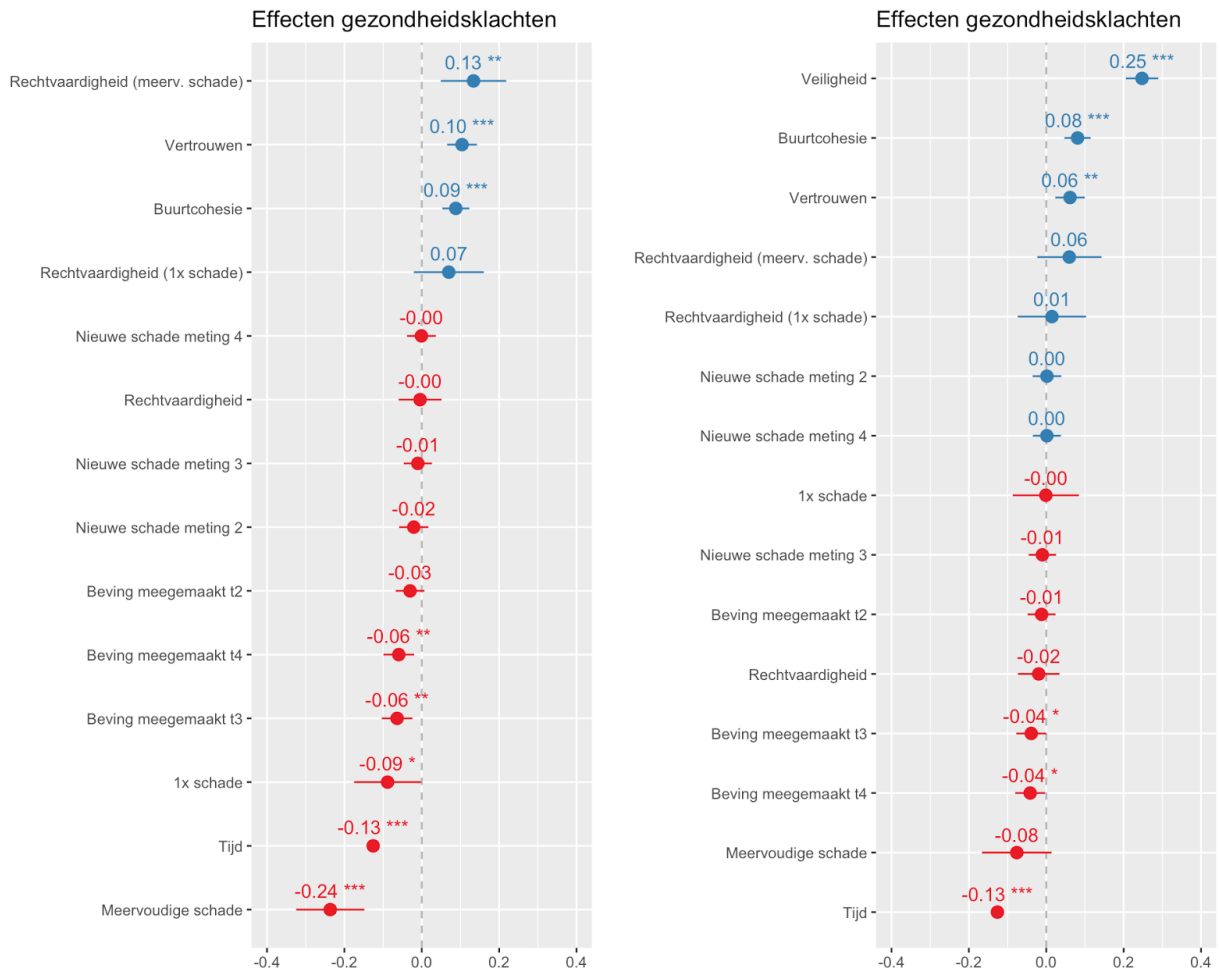 Effecten gezondheidsklachten
0.13 **
Rechtvaardigheid (meerv. schade)
0.10 ***
Vertrouwen
0.09 ***
Buurtcohesie
0.07
Rechtvaardigheid (1x schade)
-0.00
Nieuwe schade meting 4
-0.00
Rechtvaardigheid
-0.01
Nieuwe schade meting 3
-0.02
Nieuwe schade meting 2
-0.03
Beving meegemaakt t2
-0.06 **
Beving meegemaakt t4
-0.06 **
Beving meegemaakt t3
-0.09 *
1x schade
-0.13 ***
Tijd
-0.24 ***
Meervoudige schade
-0.4 -0.2 0.0 0.2 0.4
Effecten gezondheidsklachten
0.25 ***
Veiligheid
0.08 ***
Buurtcohesie
0.06 **
Vertrouwen
0.06
Rechtvaardigheid (meerv. schade)
0.01
Rechtvaardigheid (1x schade)
0.00
Nieuwe schade meting 2
0.00
Nieuwe schade meting 4
-0.00
1x schade
-0.01
Nieuwe schade meting 3
-0.01
Beving meegemaakt t2
-0.02
Rechtvaardigheid
-0.04 *
Beving meegemaakt t3
-0.04 *
Beving meegemaakt t4
-0.08
Meervoudige schade
-0.13 ***
Tijd
-0.4 -0.2 0.0 0.2 0.4